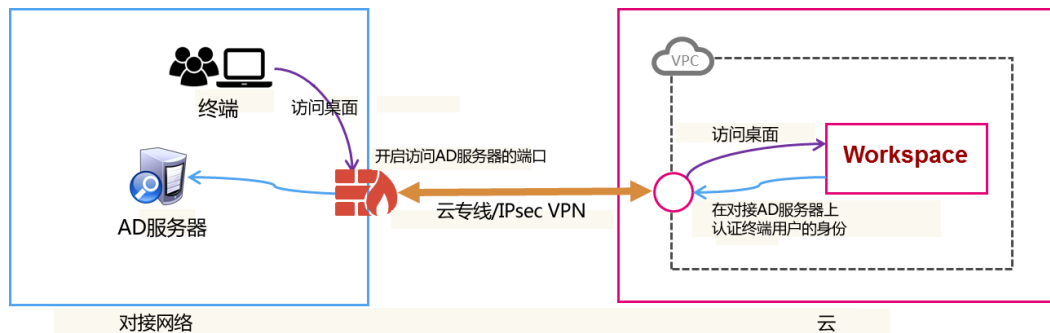 VPC
终端
访问桌面
访问桌面
Workspace
开启访问AD服务器的端口
AD服务器
云专线/IPsec VPN
在对接AD服务器上
认证终端用户的身份
对接网络
云